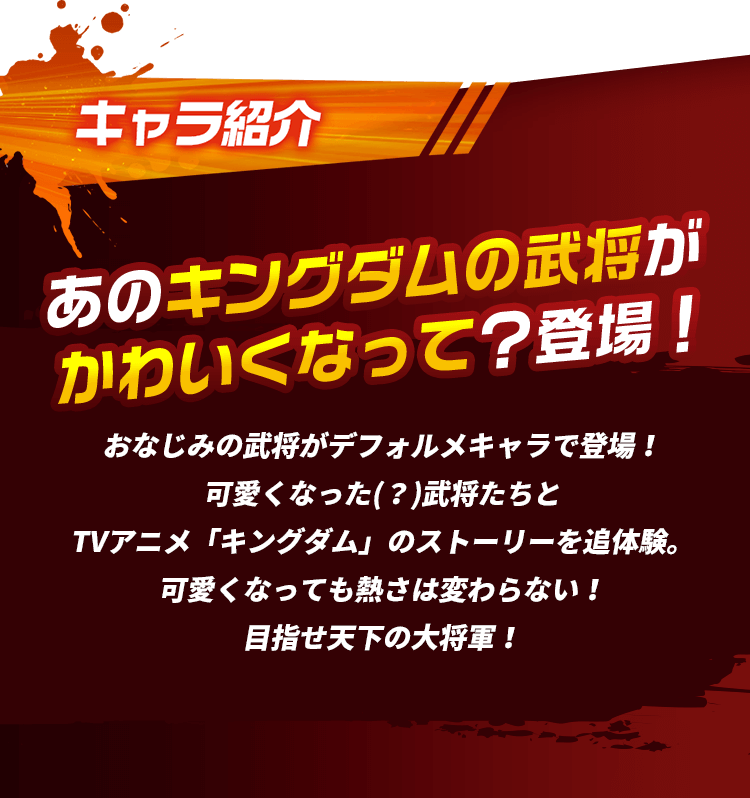 キャラ紹介
あのキングダムの武将が
かわいくなって?登場！
おなじみの武将がデフォルメキャラで登場！
可愛くなった(？)武将たちと
TVアニメ「キングダム」のストーリーを追体験。
可愛くなっても熱さは変わらない！
目指せ天下の大将軍！